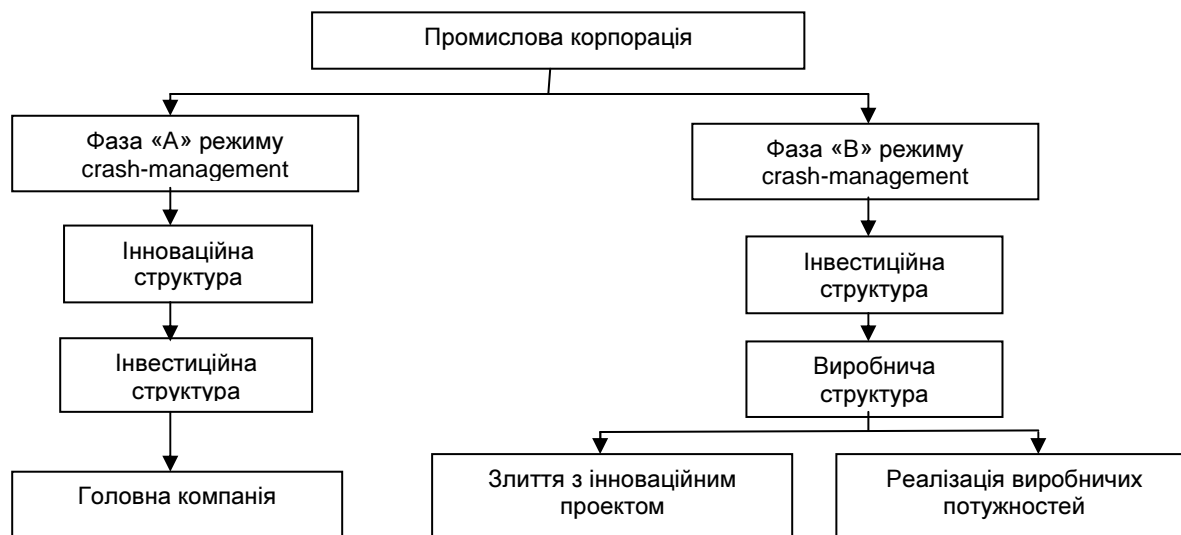 Промислова корпорація
Фаза «А» режиму
crash-management
Фаза «В» режиму
crash-management
Інноваційна
структура
Інвестиційна
структура
Інвестиційна
структура
Виробнича
структура
Головна компанія
Злиття з інноваційним
проектом
Реалізація виробничих
потужностей